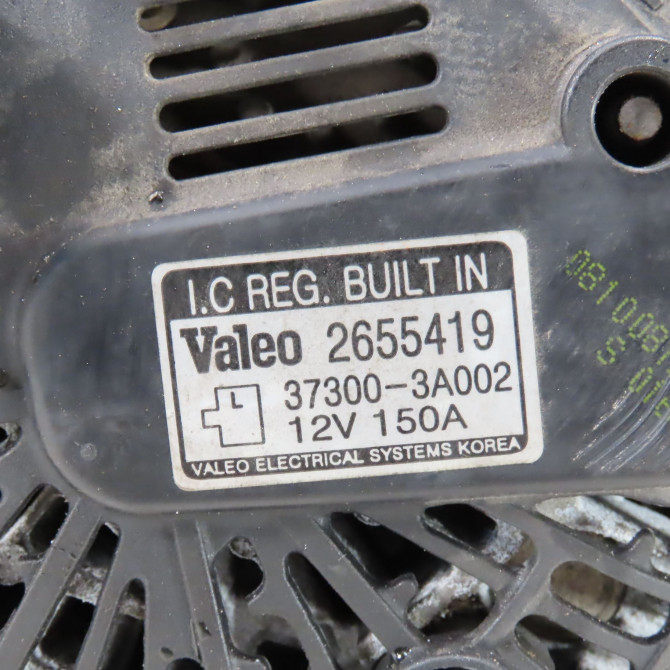 I.C REG. BUILT IN
Valeo 2655419
37300-3A002
L
12V 150A
VALEO ELECTRICAL SYSTEMS KOREA